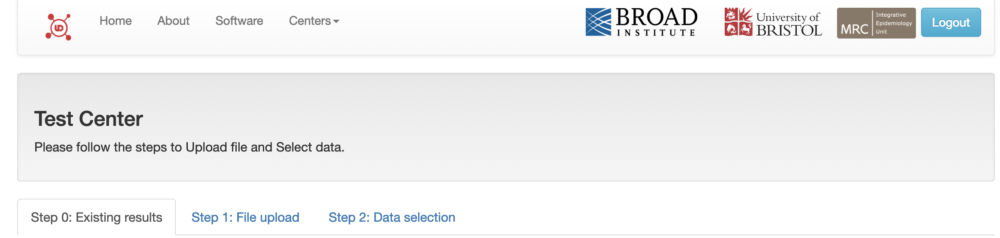 LD
Home
About
Software
Centers
BROAD
INSTITUTE
University of
BRISTOL
MRC
Integrative
Epidemiology
Unit
Logout
Test Center
Please follow the steps to Upload file and Select data.
Step 0: Existing results
Step 1: File upload
Step 2: Data selection